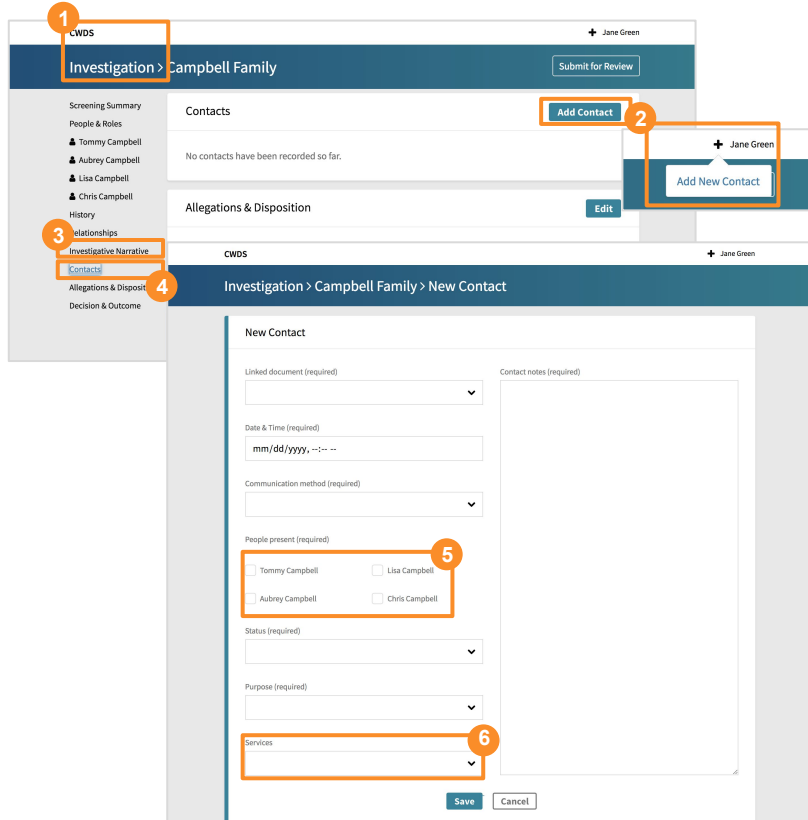 1
CWDS
Jane Green
Investigation > Campbell Family
Submit for Review
Screening Summary
People & Roles
Tommy Campbell
Aubrey Campbell
Lisa Campbell
Chris Campbell
History
Relationships
3
Investigative Narrative
Contacts
4
Allegations & Disposit
Decision & Outcome
Contacts
Add Contact
2
No contacts have been recorded so far.
Allegations & Disposition
Edit
Jane Green
Add New Contact
CWDS
Jane Green
Investigation > Campbell Family > New Contact
New Contact
Linked document (required)
Date & Time (required)
mm/dd/yyyy, --:-- --
Communication method (required)
People present (required)
5
Tommy Campbell
Lisa Campbell
Aubrey Campbell
Chris Campbell
Status (required)
Purpose (required)
Services
6
Contact notes (required)
Save
Cancel